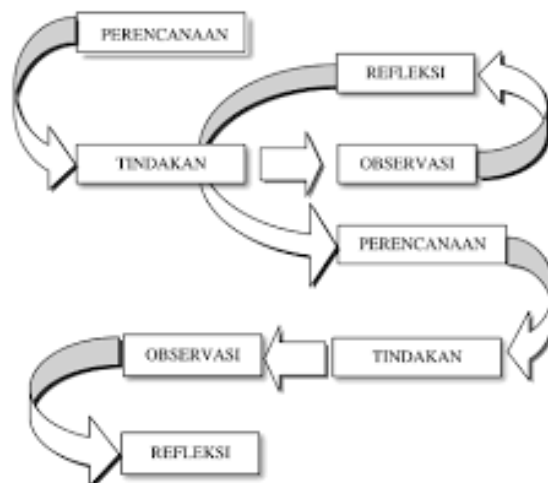 PERENCANAAN
REFLEKSI
TINDAKAN
OBSERVASI
PERENCANAAN
OBSERVASI
TINDAKAN
REFLEKSI